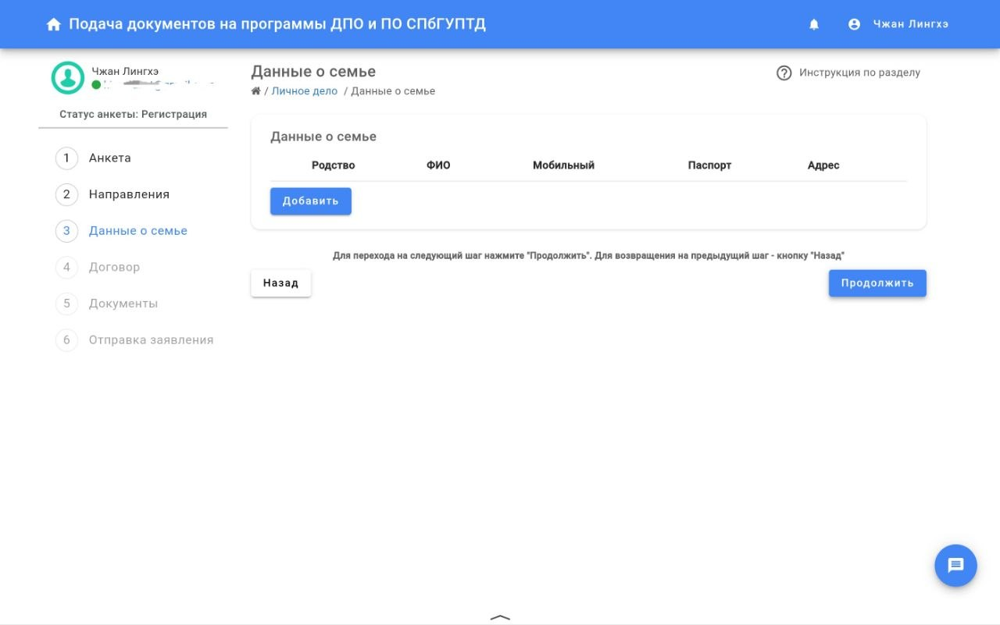 Подача документов на программы ДПО и ПО СПбГУПТД
Чжан Лингхэ
Чжан Лингхэ
Статус анкеты: Регистрация
1 Анкета
2 Направления
3 Данные о семье
4 Договор
5 Документы
6 Отправка заявления
Данные о семье
/ Личное дело / Данные о семье
Инструкция по разделу
Данные о семье
Родство ФИО Мобильный Паспорт Адрес
Добавить
Для перехода на следующий шаг нажмите "Продолжить". Для возвращения на предыдущий шаг - кнопку "Назад"
Назад
Продолжить